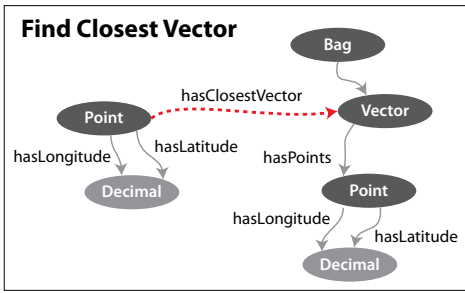 Find Closest Vector
Bag
hasClosestVector
Vector
Point
hasLongitude
hasLatitude
hasPoints
Decimal
Point
hasLongitude
hasLatitude
Decimal